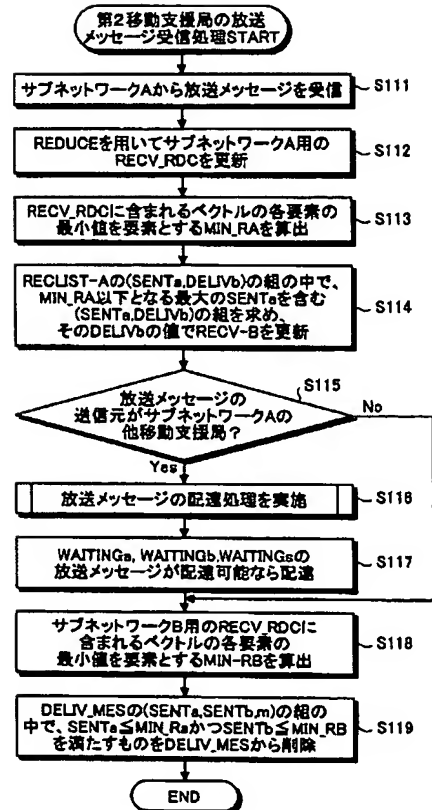 第2移動支援局の放送
メッセージ受信処理START
サブネットワークAから放送メッセージを受信
S111
REDUCEを用いてサブネットワークA用の
RECV_RDCを更新
S112
RECV_RDCに含まれるベクトルの各要素の
最小値を要素とするMIN_RAを算出
S113
RECLIST-Aの(SENTa,DELIVb)の組の中で、
MIN_RA以下となる最大のSENTaを含む
(SENTa,DELIVb)の組を求め、
そのDELIVbの値でRECV-Bを更新
S114
S115
放送メッセージの
送信元がサブネットワークAの
他移動支援局?
No
Yes
放送メッセージの配送処理を実施
S116
WAITINGa, WAITINGb,WAITINGsの
放送メッセージが配送可能なら配送
S117
サブネットワークB用のRECV_RDCに
含まれるベクトルの各要素の
最小値を要素とするMIN-RBを算出
S118
DELIV_MESの(SENTa,SENTb,m)の組の
中で、SENTa≦MIN_RaかつSENTb≦MIN_RB
を満たすものをDELIV_MESから削除
S119
END